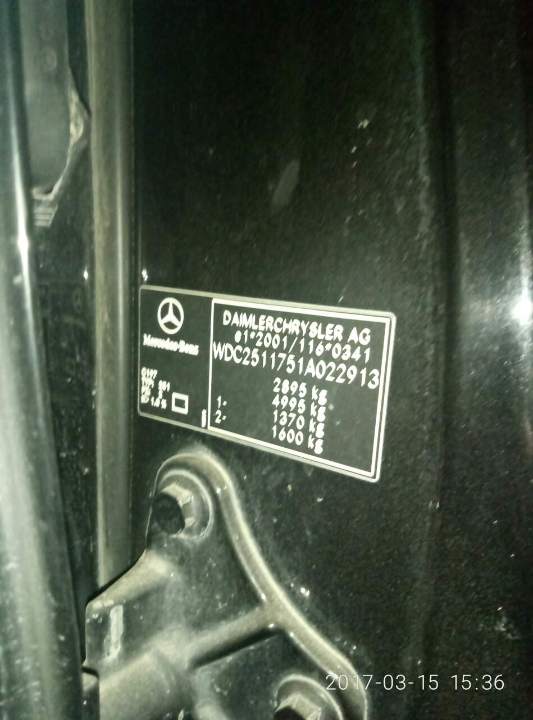 Mercedes-Benz
DAIMLERCHRYSLER AG
e1*2001/116*0341
WDC2511751A022913
2895 kg
4995 kg
1- 1370 kg
2- 1600 kg
2017-03-15 15:36